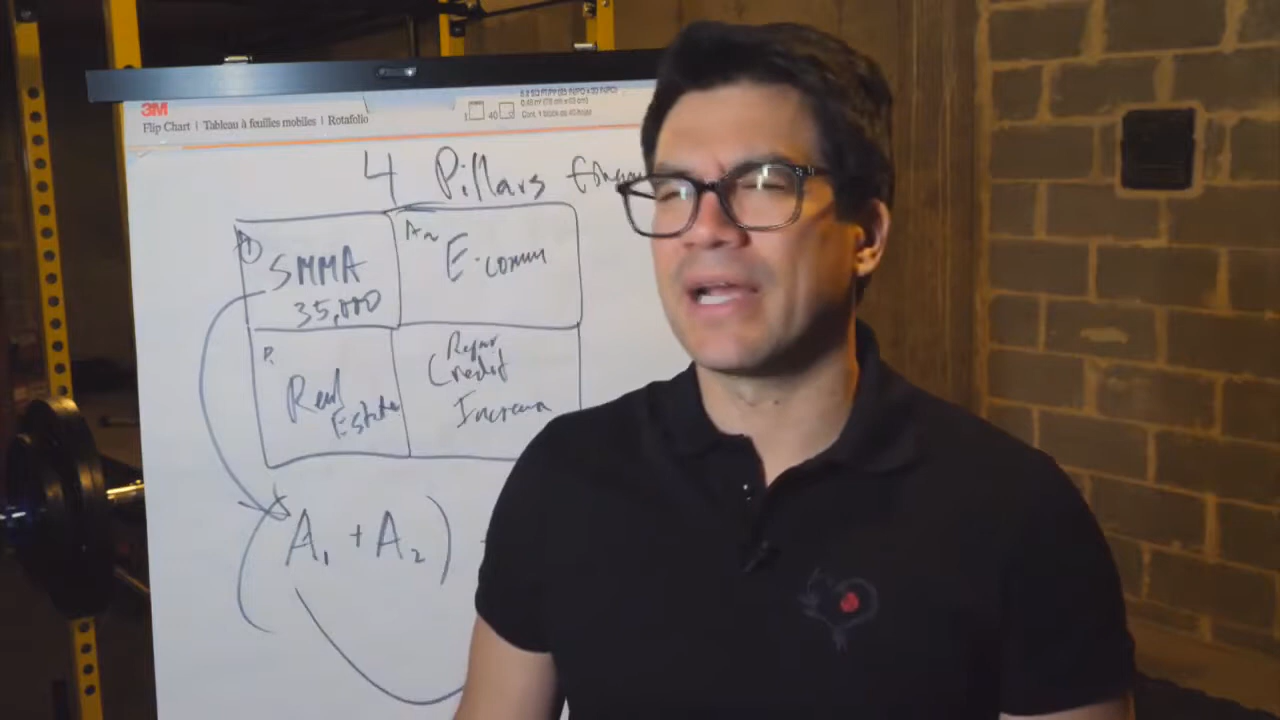 3M
Flip Chart | Tableau à feuilles mobiles | Rotafolio
40
4 Pillars
SMMA
35,000
E-comm
Real
Estate
Repair
Credit
A₁ + A₂)